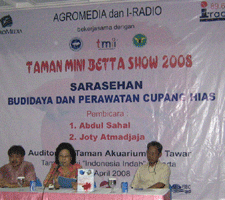 AGROMEDIA dan I-RADIO
bekerjasama dengan
tmii
TAMAN MINI BETTA SHOW 2008
SARASEHAN
BUDIDAYA DAN PERAWATAN CUPANG HIAS
Pembicara :
1. Abdul Sahal
2. Joty Atmadjaja
Auditorium Taman Akuarium Air Tawar
Taman "Indonesia Indah"
April 2008